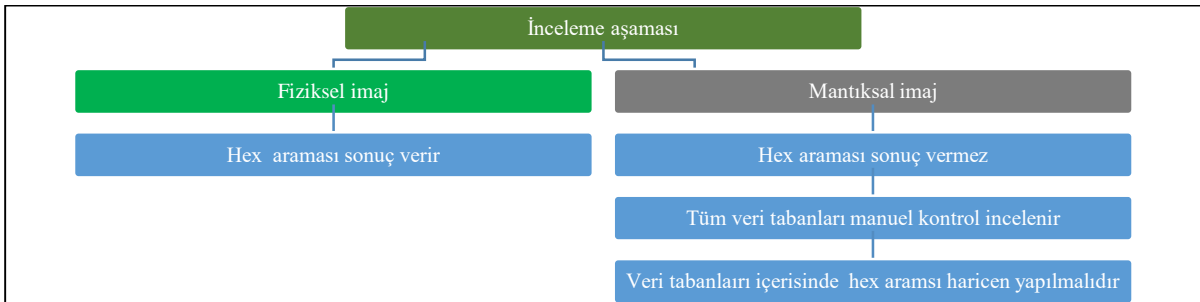 İnceleme aşaması
Fiziksel imaj
Mantıksal imaj
Hex araması sonuç verir
Hex araması sonuç vermez
Tüm veri tabanları manuel kontrol incelenir
Veri tabanlaırı içerisinde hex aramsı haricen yapılmalıdır